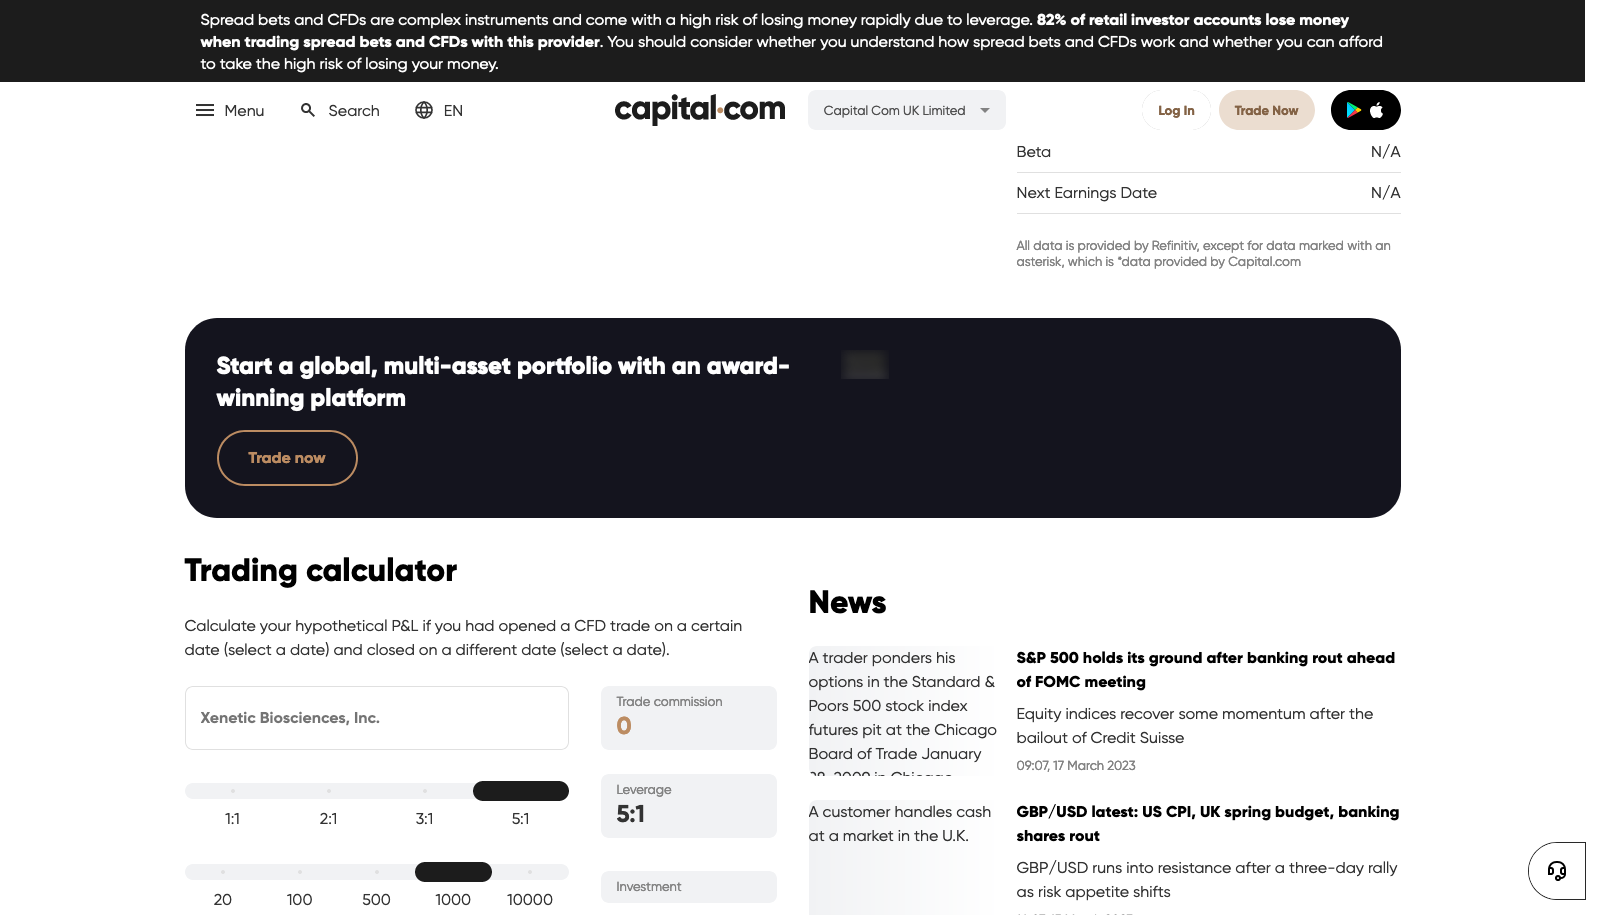 Spread bets and CFDs are complex instruments and come with a high risk of losing money rapidly due to leverage. 82% of retail investor accounts lose money
when trading spread bets and CFDs with this provider. You should consider whether you understand how spread bets and CFDs work and whether you can afford
to take the high risk of losing your money.
Menu
Search
EN
capital.com
Capital Com UK Limited
Log In
Trade Now
Beta N/A
Next Earnings Date N/A
All data is provided by Refinitiv, except for data marked with an
asterisk, which is *data provided by Capital.com
Start a global, multi-asset portfolio with an award-
winning platform
Trade now
Trading calculator
Calculate your hypothetical P&L if you had opened a CFD trade on a certain
date (select a date) and closed on a different date (select a date).
Xenetic Biosciences, Inc.
Trade commission
0
1:1 2:1 3:1 5:1
Leverage
5:1
20 100 500 1000 10000
Investment
News
A trader ponders his
options in the Standard &
Poors 500 stock index
futures pit at the Chicago
Board of Trade January
S&P 500 holds its ground after banking rout ahead
of FOMC meeting
Equity indices recover some momentum after the
bailout of Credit Suisse
09:07, 17 March 2023
A customer handles cash
at a market in the U.K.
GBP/USD latest: US CPI, UK spring budget, banking
shares rout
GBP/USD runs into resistance after a three-day rally
as risk appetite shifts